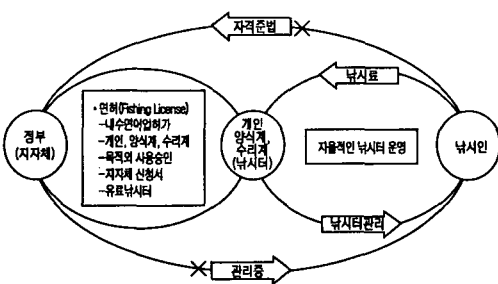 자격준법
낚시료
정부
(지자체)
• 면허(Fishing License)
-내수면어업허가
-개인, 양식계, 수리계
-목적외 사용승인
-지자체 신청서
-유료낚시터
개인
양식계,
수리계
(낚시터)
자율적인 낚시터 운영
낚시인
낚시터관리
관리증